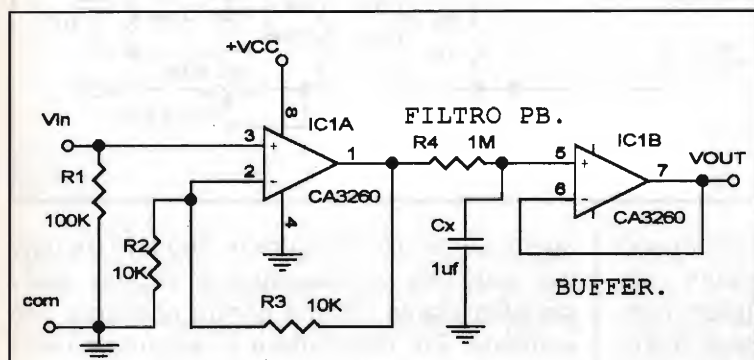 +VCC
8
Vin
3
+
IC1A
1
2
-
CA3260
4
R1
100K
R2
10K
R3 10K
com
FILTRO PB.
R4 1M
Cx
1uf
5
+
IC1B
7
VOUT
6
-
CA3260
BUFFER.